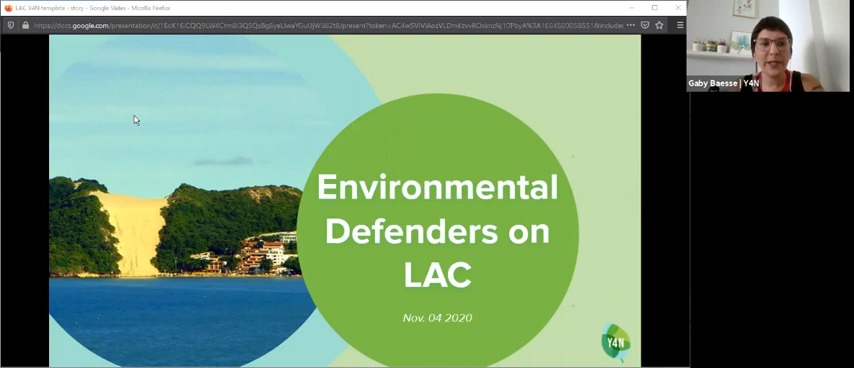 LAC Y4N template - story - Google Slides - Mozilla Firefox
Gaby Baesse | Y4N
Environmental
Defenders on
LAC
Nov. 04 2020
Y4N